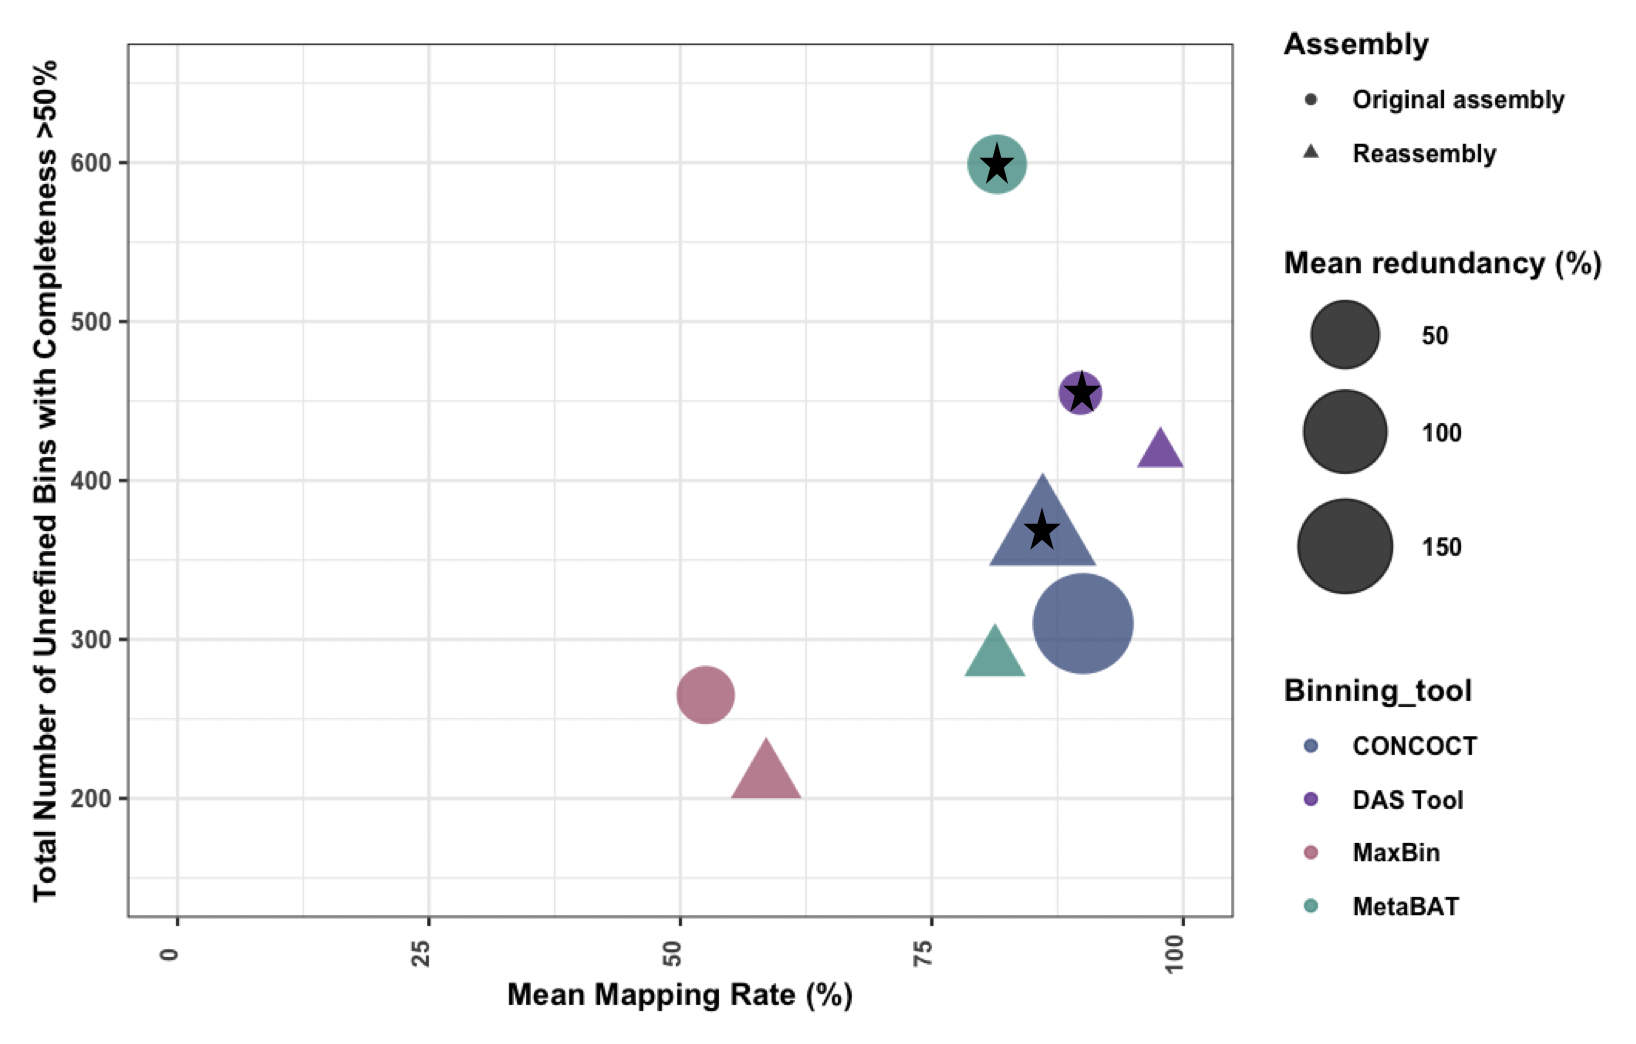 Total Number of Unrefined Bins with Completeness >50%
600
500
400
300
200
0
25
50
75
100
Mean Mapping Rate (%)
Assembly
Original assembly
Reassembly
Mean redundancy (%)
50
100
150
Binning_tool
CONCOCT
DAS Tool
MaxBin
MetaBAT